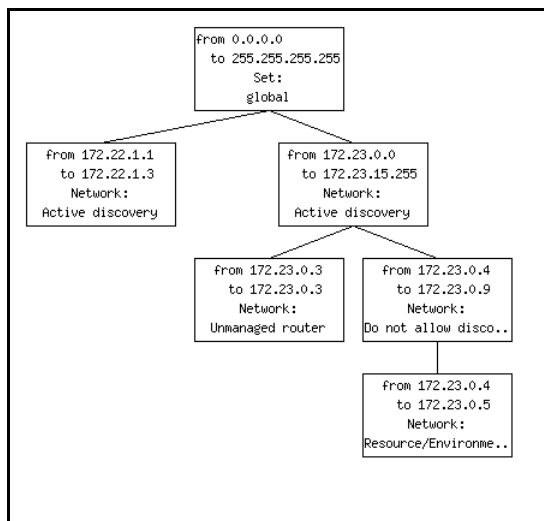 from 0.0.0.0
to 255.255.255.255
Set:
global
from 172.22.1.1
to 172.22.1.3
Network:
Active discovery
from 172.23.0.0
to 172.23.15.255
Network:
Active discovery
from 172.23.0.3
to 172.23.0.3
Network:
Unmanaged router
from 172.23.0.4
to 172.23.0.9
Network:
Do not allow disco..
from 172.23.0.4
to 172.23.0.5
Network:
Resource/Environme..